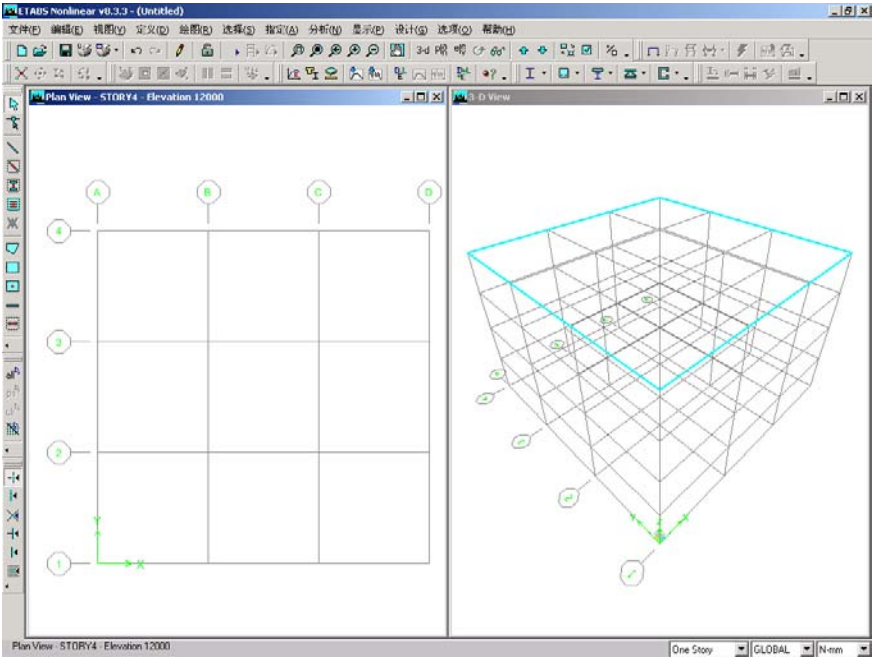 ETABS Nonlinear v8.3.3 - (Untitled)
文件(F) 编辑(E) 视图(V) 定义(D) 绘图(R) 选择(S) 指定(A) 分析(N) 显示(P) 设计(G) 选项(O) 帮助(H)
3-d
Plan View - STORY4 - Elevation 12000
3-D View
A B C D
4
3
2
Y
1 X
Y Z X
all
Plan View - STORY4 - Elevation 12000
One Story GLOBAL N-mm